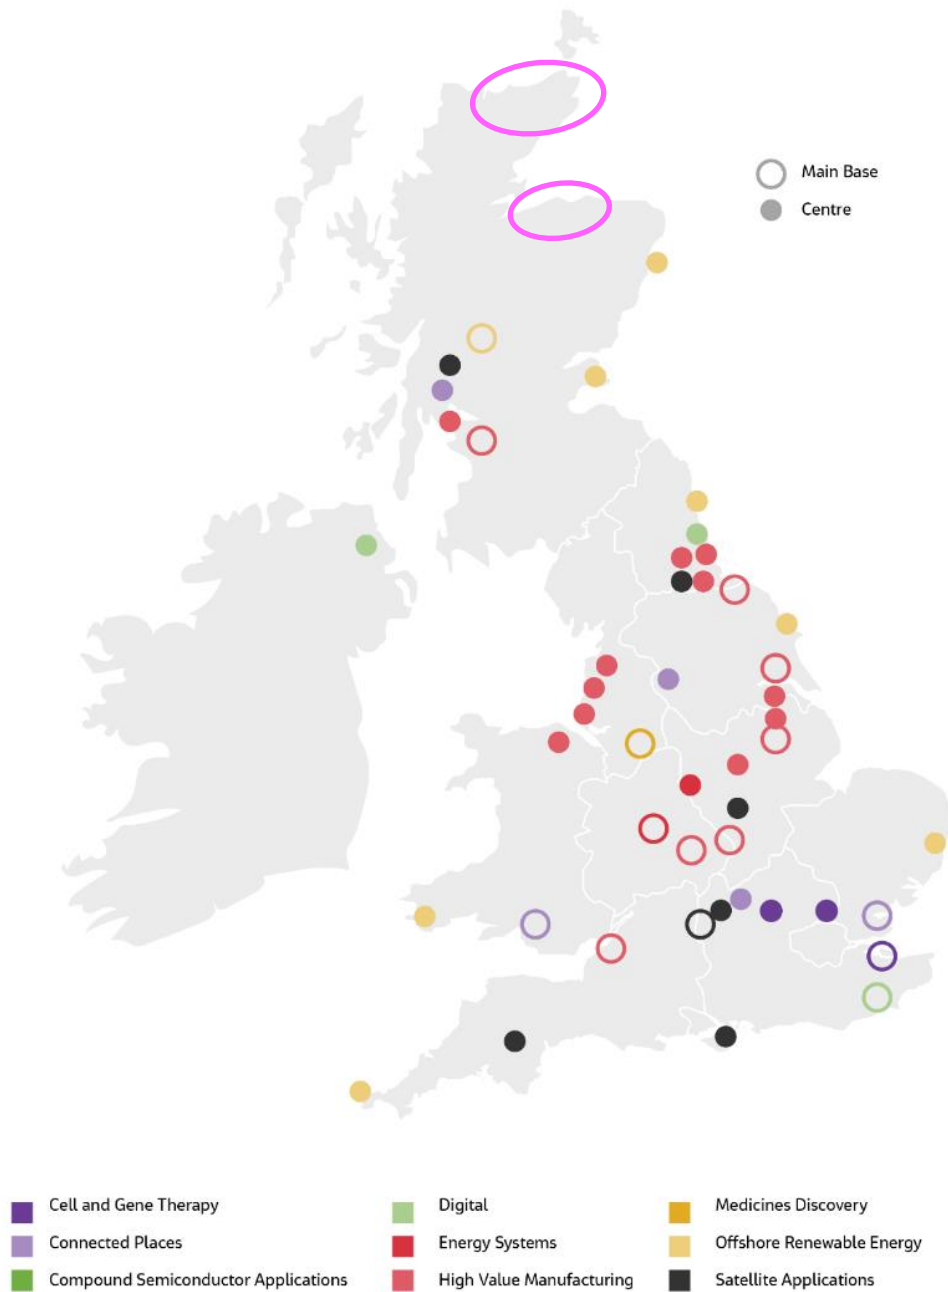 Main Base
Centre
Cell and Gene Therapy
Digital
Medicines Discovery
Connected Places
Energy Systems
Offshore Renewable Energy
Compound Semiconductor Applications
High Value Manufacturing
Satellite Applications